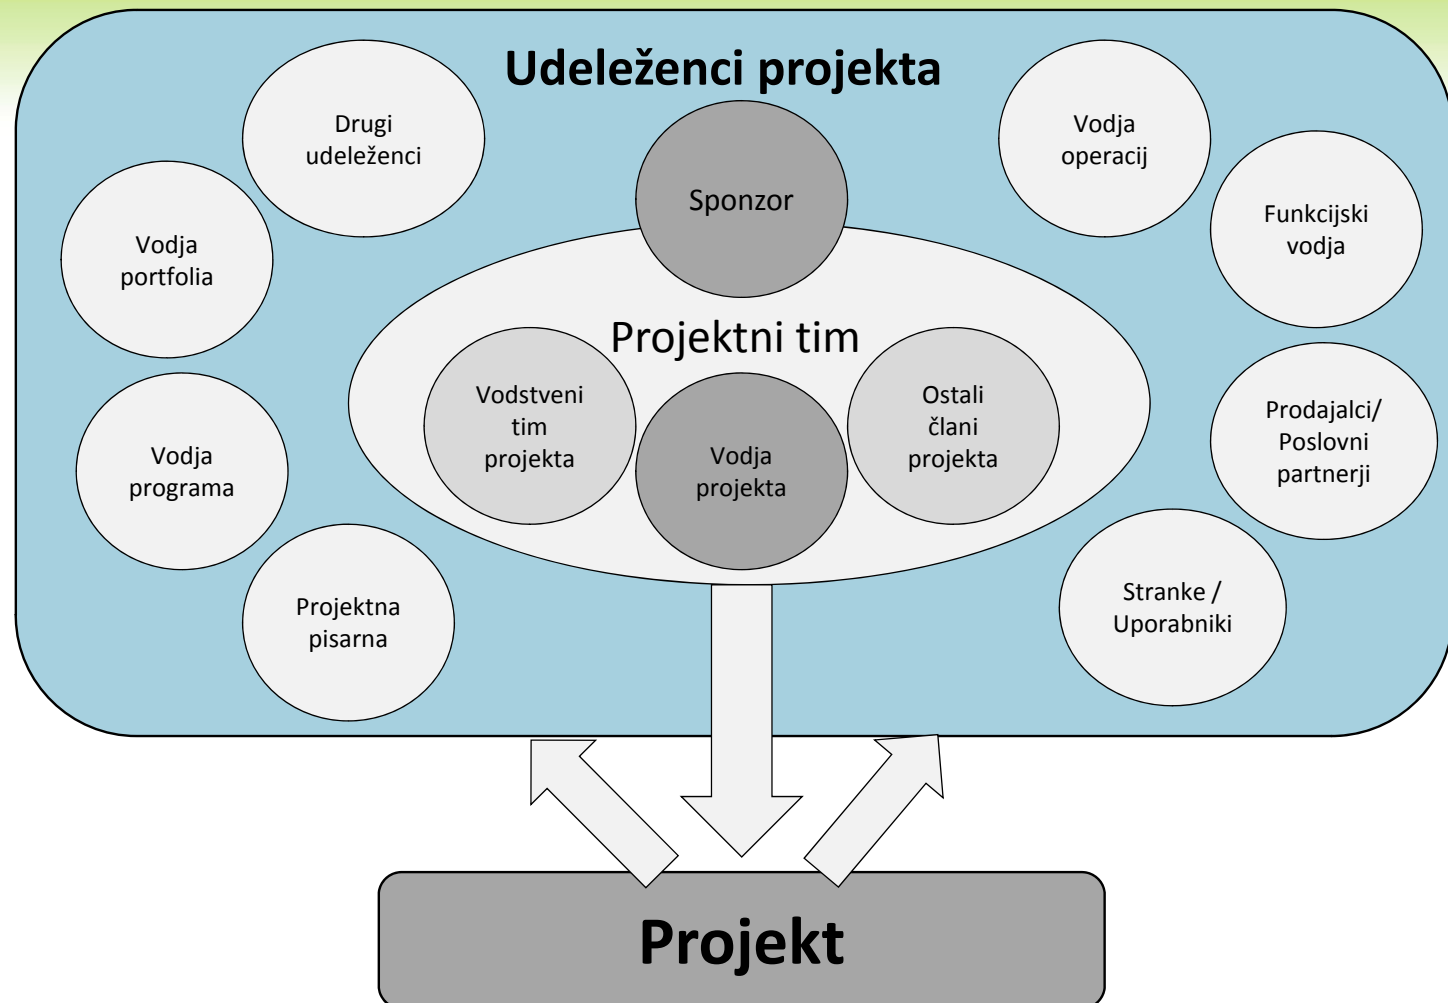 Udeleženci projekta
Drugi
udeleženci
Vodja
operacij
Sponzor
Funkcijski
vodja
Vodja
portfolia
Projektni tim
Vodstveni
tim
projekta
Vodja
projekta
Ostali
člani
projekta
Prodajalci/
Poslovni
partnerji
Vodja
programa
Projektna
pisarna
Stranke /
Uporabniki
Projekt